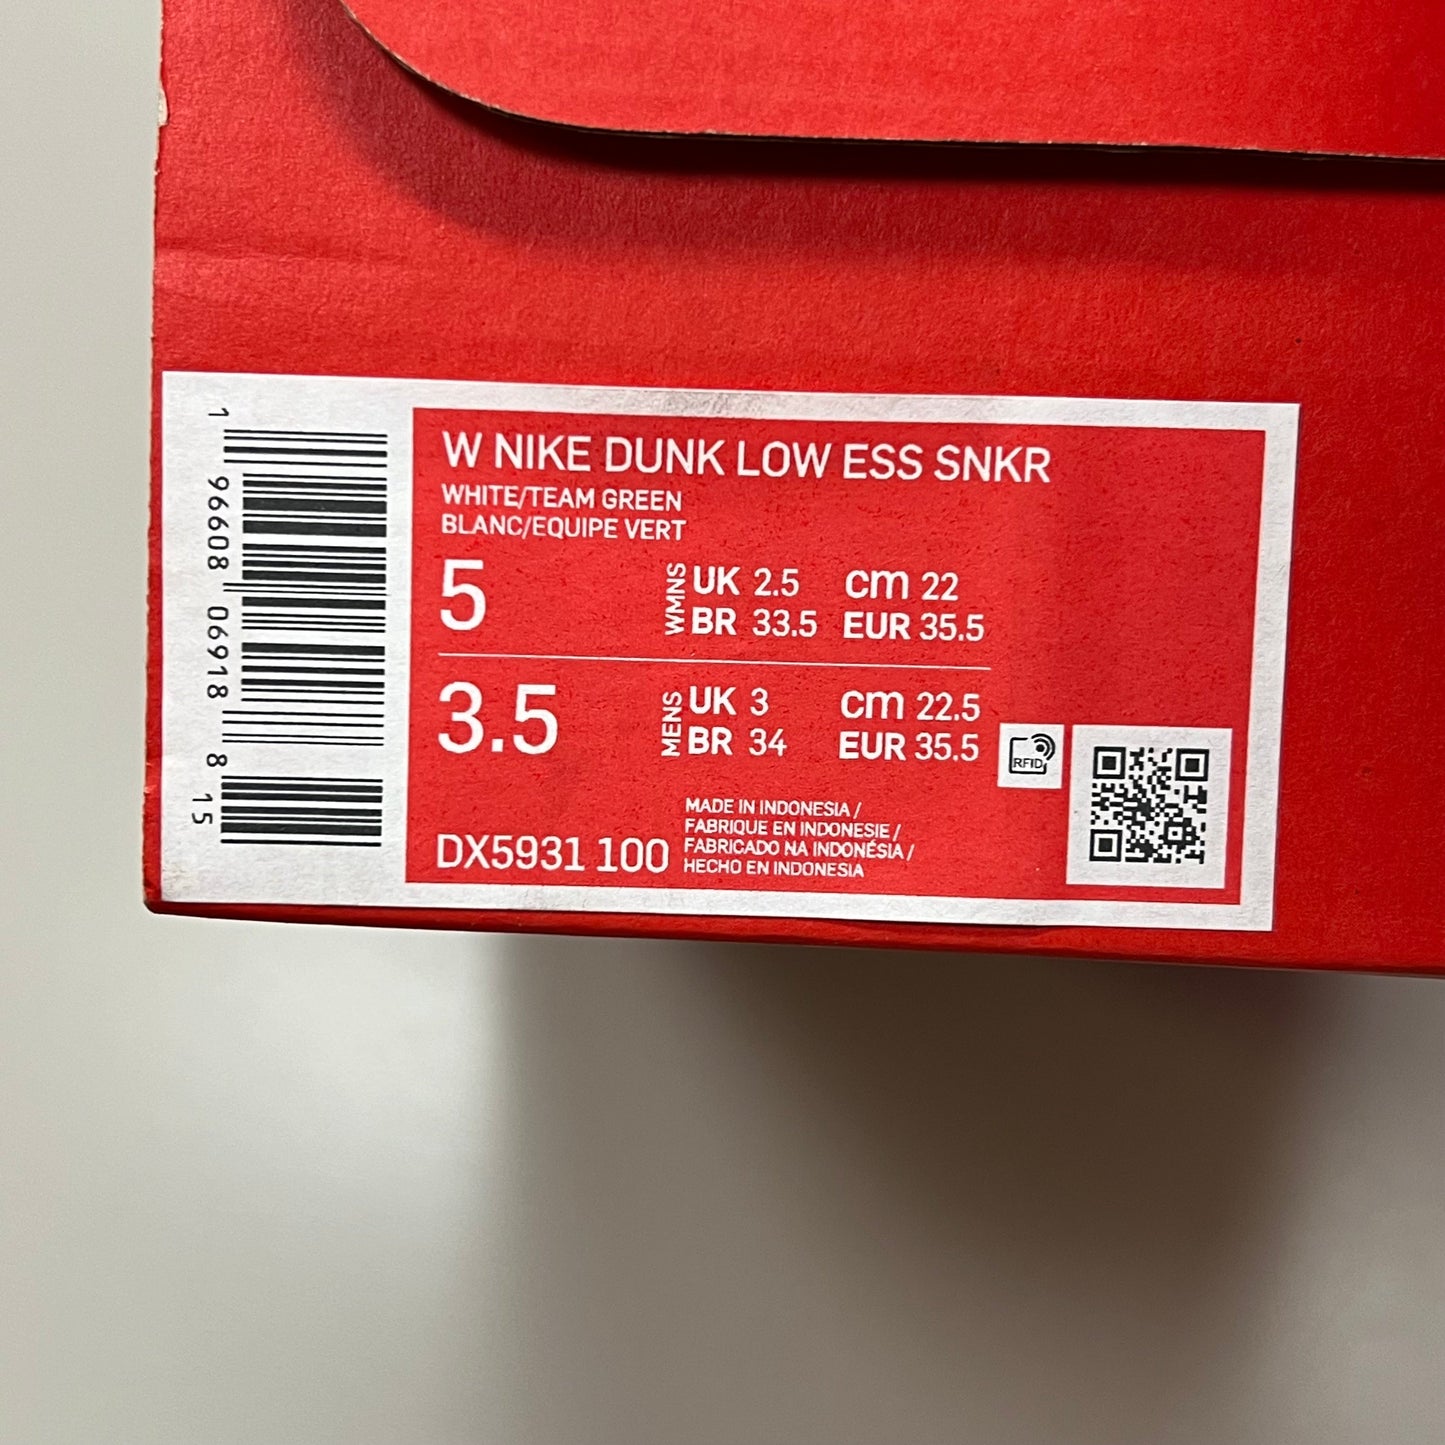 W NIKE DUNK LOW ESS SNKR
WHITE/TEAM GREEN
BLANC/EQUIPE VERT
5
WMNS
UK 2.5 cm 22
BR 33.5 EUR 35.5
3.5
MENS
UK 3 cm 22.5
BR 34 EUR 35.5
RFID
DX5931 100
MADE IN INDONESIA /
FABRIQUE EN INDONESIE /
FABRICADO NA INDONÉSIA /
HECHO EN INDONESIA
1 96608 06918 8 15